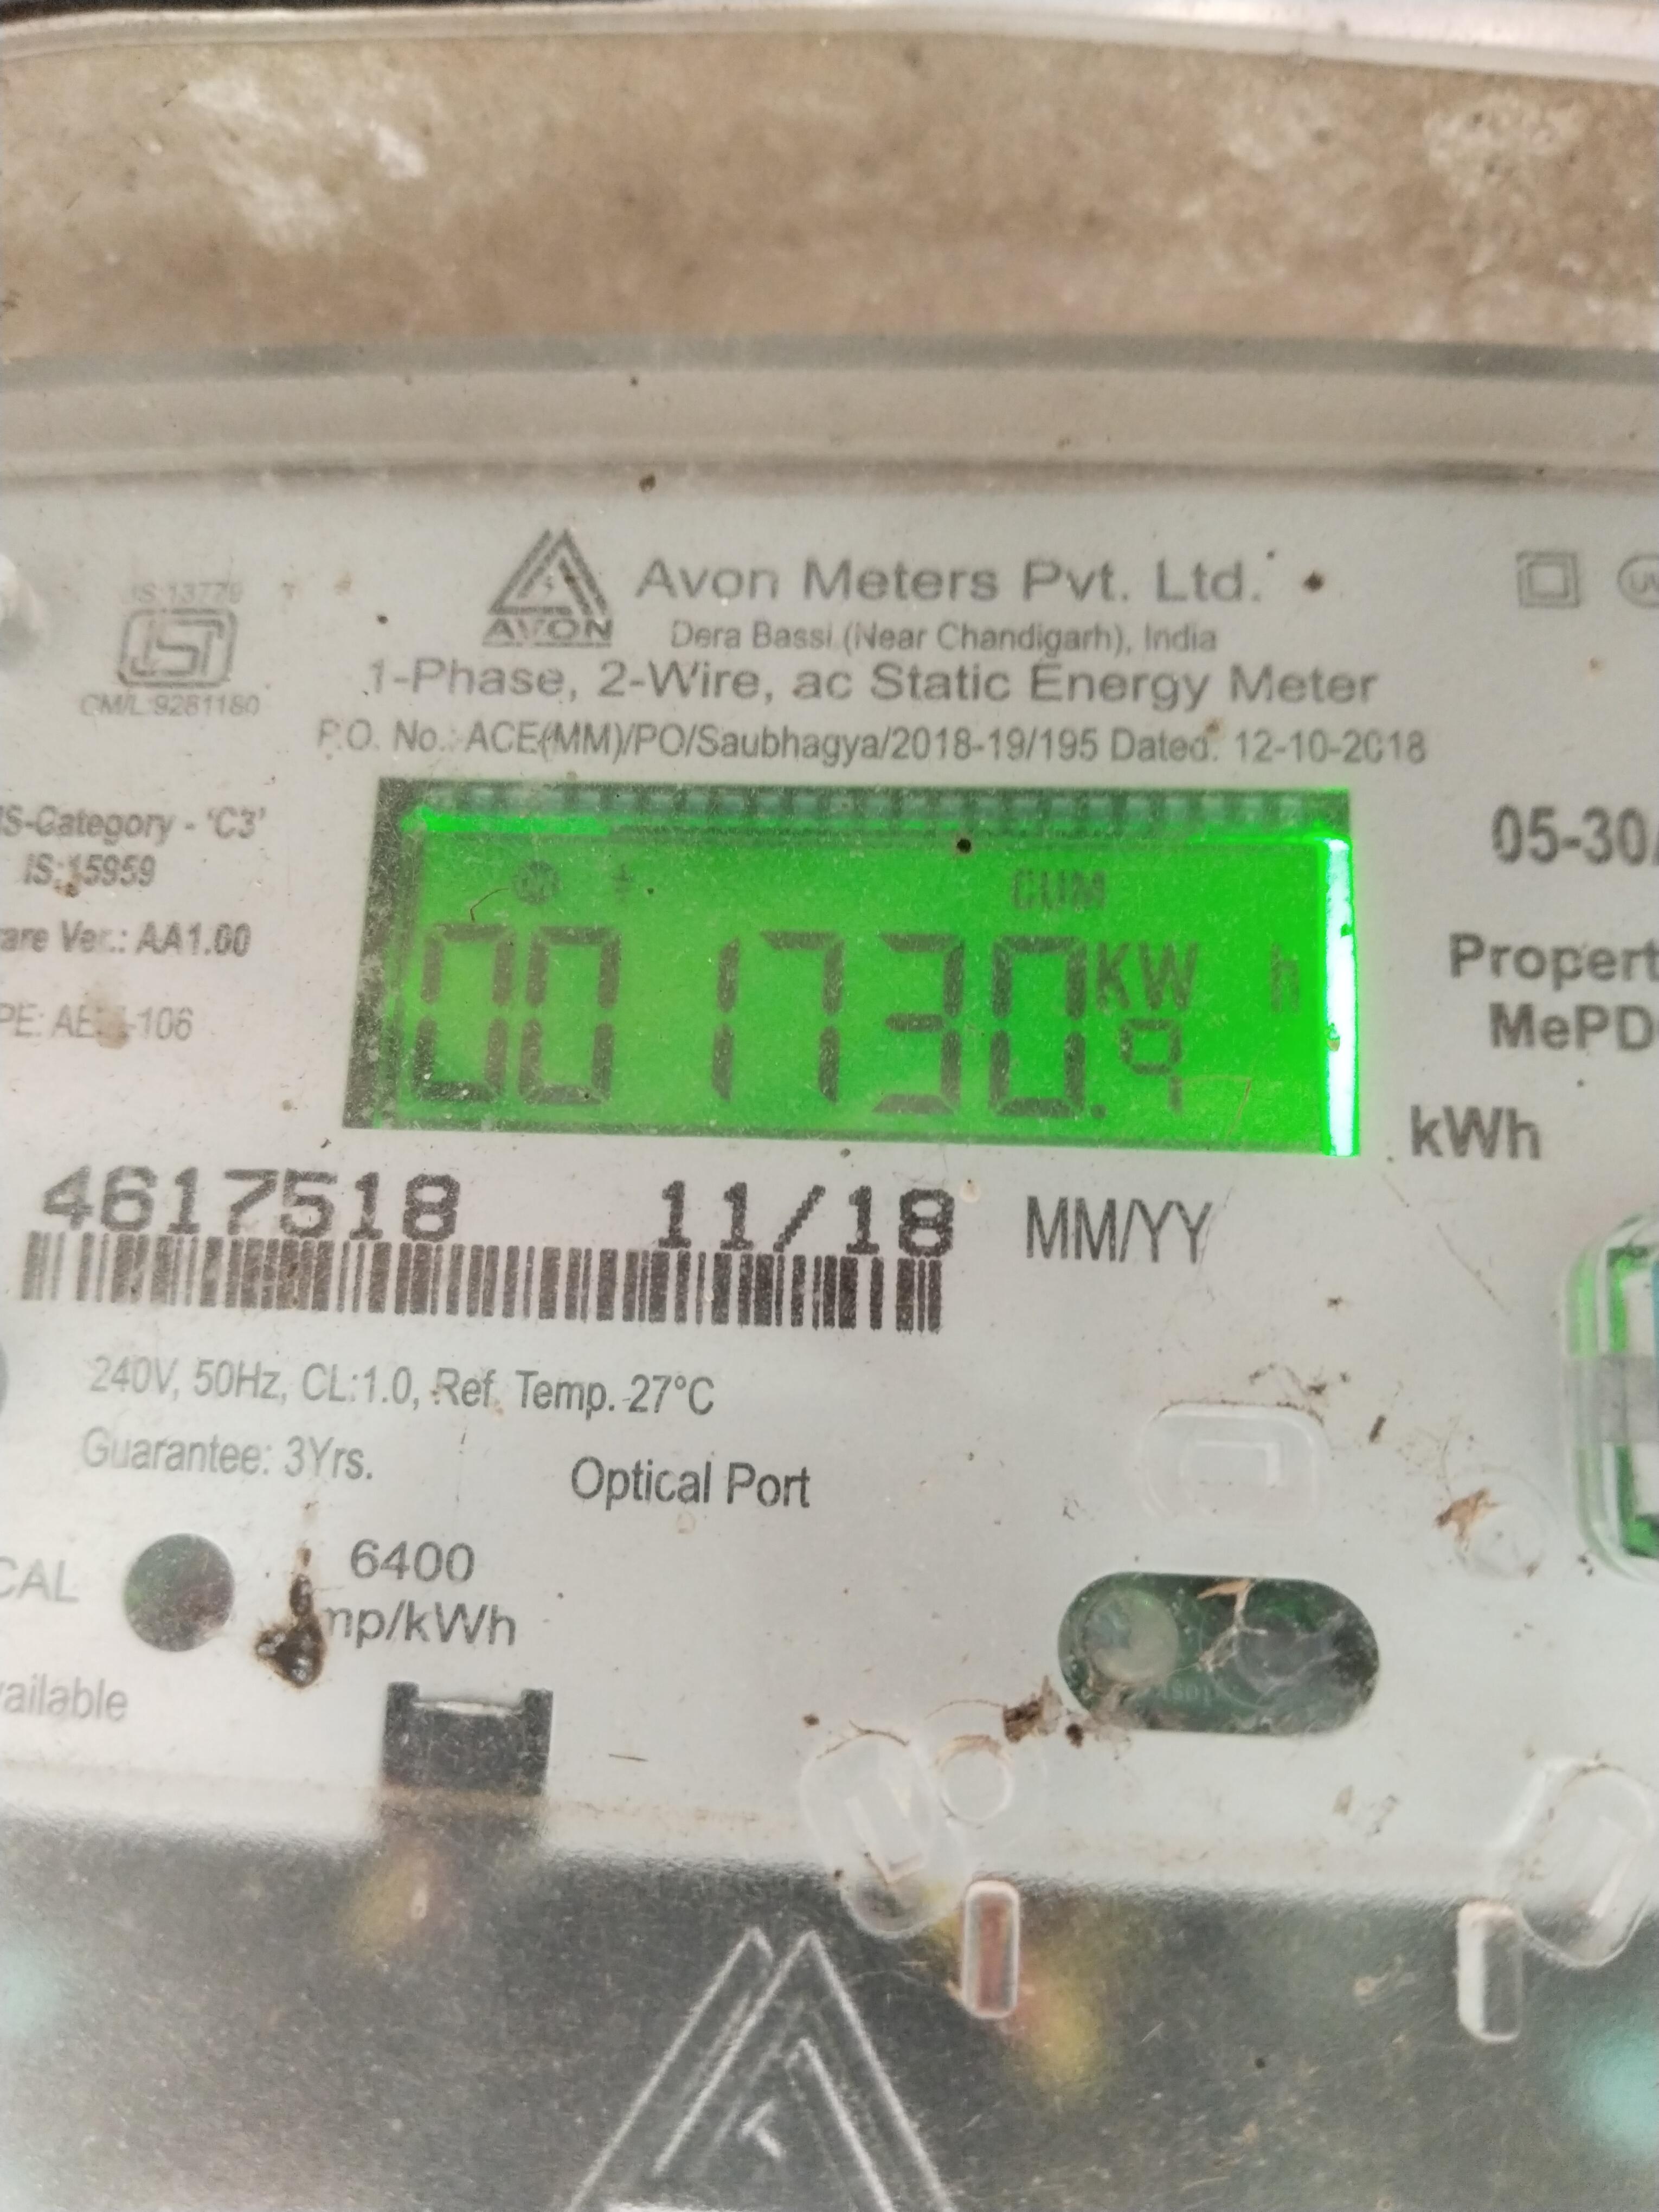 Avon Meters Pvt. Ltd.
AVON
Dera Bassi (Near Chandigarh), India
1-Phase, 2-Wire, ac Static Energy Meter
P.O. No.: ACE(MM)/PO/Saubhagya/2018-19/195 Dated: 12-10-2018
IS:13779
ISI
CM/L:9281180
S-Category - 'C3'
IS:15959
are Ver.: AA1.00
-106
CUM
001730.9 KW h
05-30
Propert
MePD
kWh
4617518 11/18 MM/YY
240V, 50Hz, CL:1.0, Ref. Temp. 27°C
Guarantee: 3Yrs.
Optical Port
CAL
6400
mp/kWh
ailable